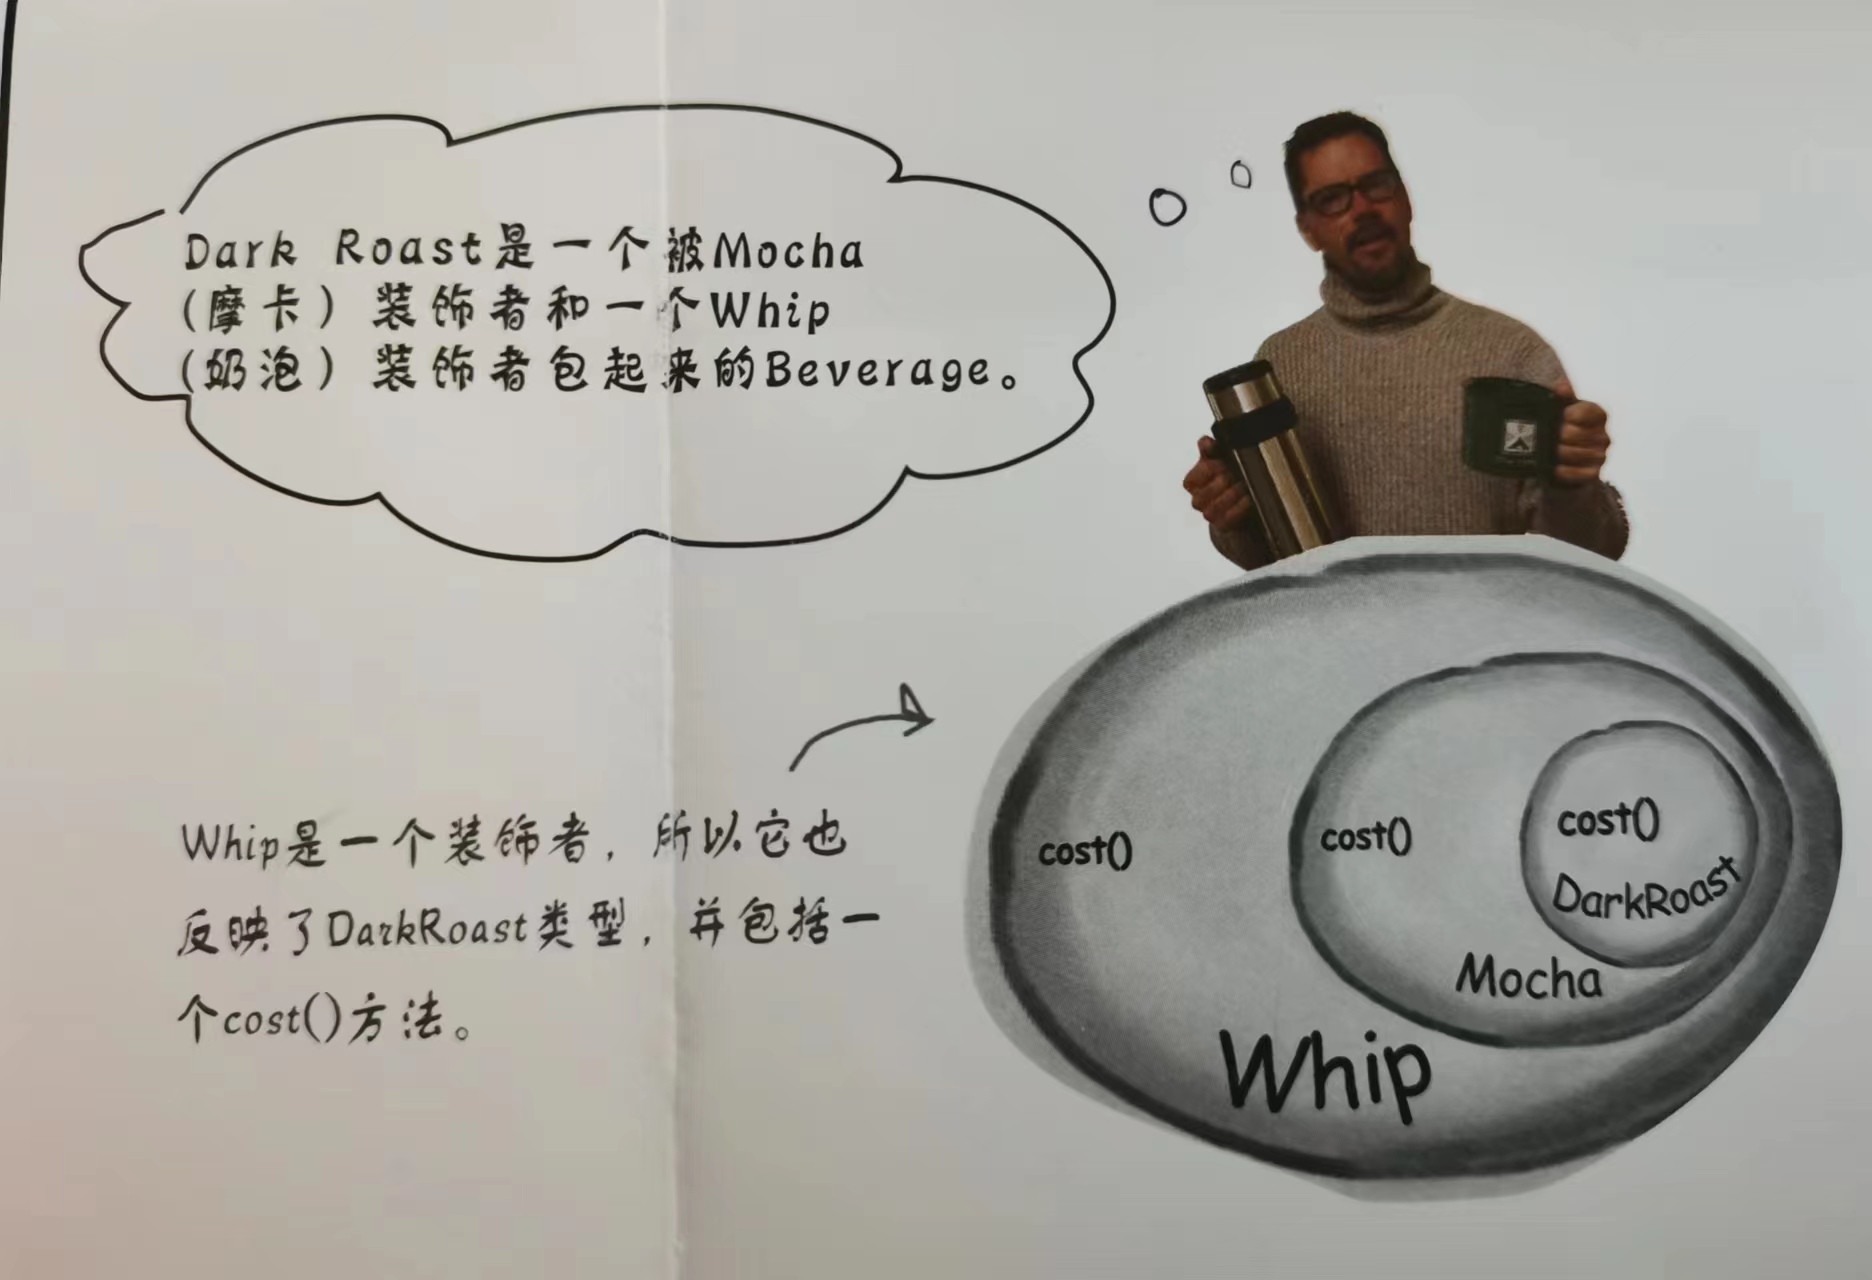 Dark Roast是一个被Mocha
(摩卡)装饰者和一个Whip
(奶泡)装饰者包起来的Beverage。
Whip是一个装饰者，所以它也
反映了DarkRoast类型，并包括一
个cost()方法。
cost()
cost()
cost()
DarkRoast
Mocha
Whip